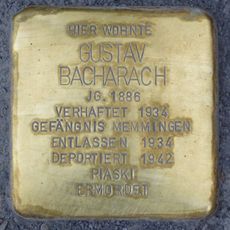 HIER WOHNTE
GUSTAV
BACHARACH
JG. 1886
VERHAFTET 1934
GEFÄNGNIS MEMMINGEN
ENTLASSEN 1934
DEPORTIERT 1942
PIASKI
ERMORDET